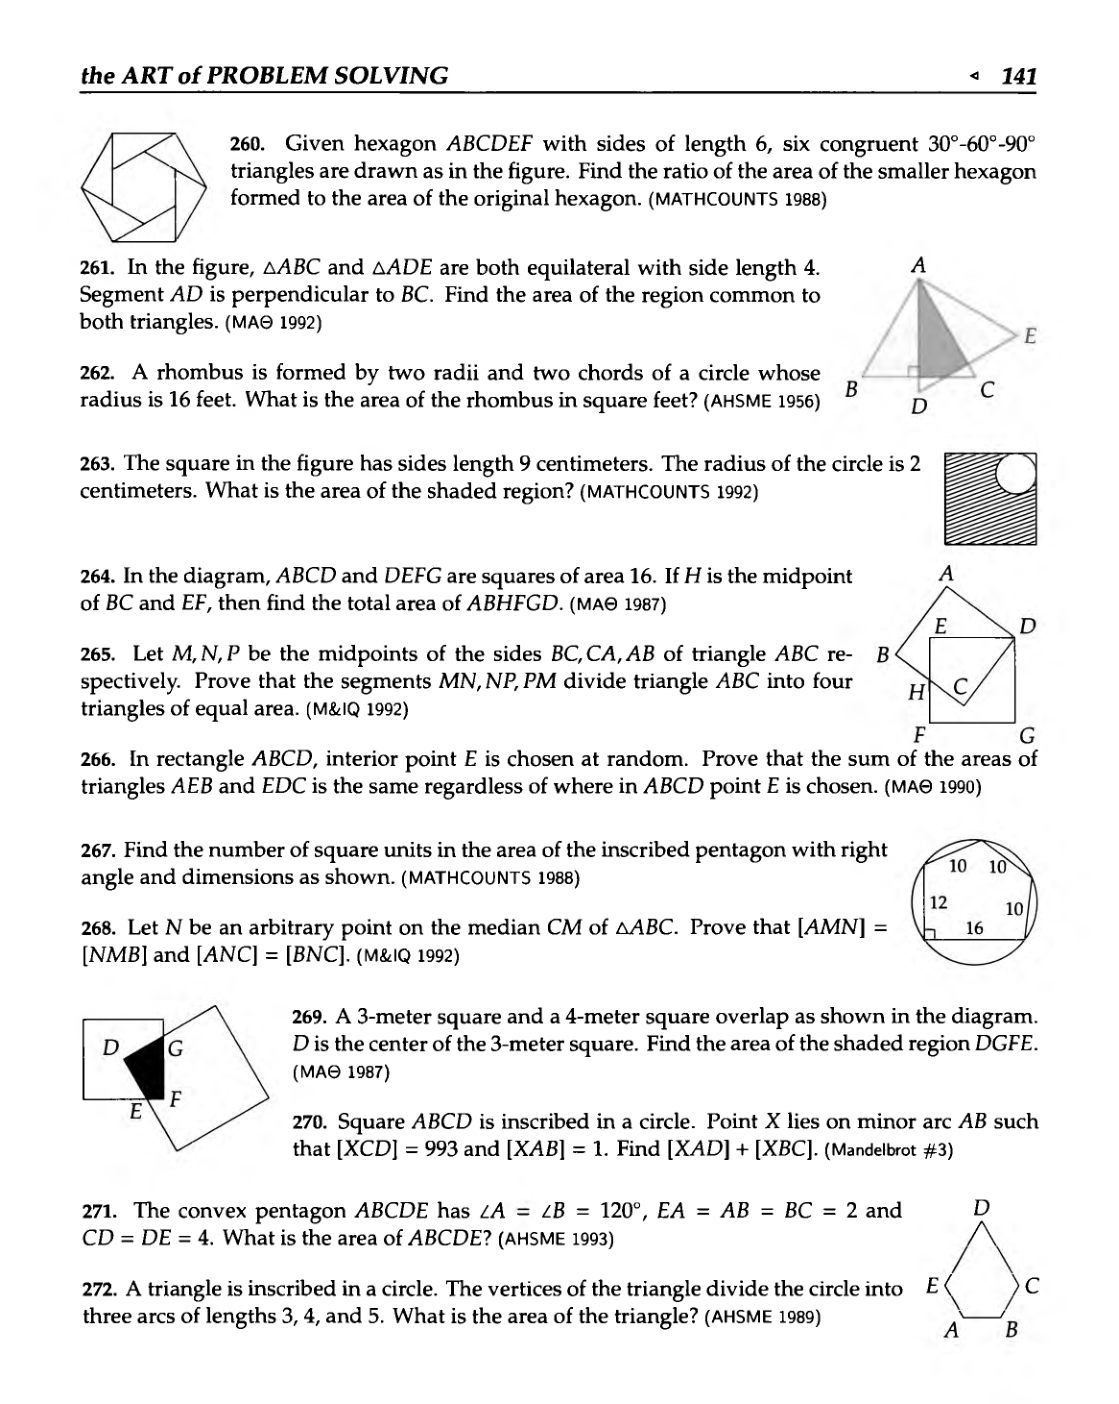 the ART of PROBLEM SOLVING ◁ 141
260. Given hexagon ABCDEF with sides of length 6, six congruent 30°-60°-90°
triangles are drawn as in the figure. Find the ratio of the area of the smaller hexagon
formed to the area of the original hexagon. (MATHCOUNTS 1988)
261. In the figure, △ABC and △ADE are both equilateral with side length 4.
Segment AD is perpendicular to BC. Find the area of the region common to
both triangles. (MAΘ 1992)
A
E
B
C
D
262. A rhombus is formed by two radii and two chords of a circle whose
radius is 16 feet. What is the area of the rhombus in square feet? (AHSME 1956)
263. The square in the figure has sides length 9 centimeters. The radius of the circle is 2
centimeters. What is the area of the shaded region? (MATHCOUNTS 1992)
264. In the diagram, ABCD and DEFG are squares of area 16. If H is the midpoint
of BC and EF, then find the total area of ABHFGD. (MAΘ 1987)
A
E D
B
H C
F G
265. Let M, N, P be the midpoints of the sides BC, CA, AB of triangle ABC re-
spectively. Prove that the segments MN, NP, PM divide triangle ABC into four
triangles of equal area. (M&IQ 1992)
266. In rectangle ABCD, interior point E is chosen at random. Prove that the sum of the areas of
triangles AEB and EDC is the same regardless of where in ABCD point E is chosen. (MAΘ 1990)
267. Find the number of square units in the area of the inscribed pentagon with right
angle and dimensions as shown. (MATHCOUNTS 1988)
10 10
12 10
16
268. Let N be an arbitrary point on the median CM of △ABC. Prove that [AMN] =
[NMB] and [ANC] = [BNC]. (M&IQ 1992)
D G
E F
269. A 3-meter square and a 4-meter square overlap as shown in the diagram.
D is the center of the 3-meter square. Find the area of the shaded region DGFE.
(MAΘ 1987)
270. Square ABCD is inscribed in a circle. Point X lies on minor arc AB such
that [XCD] = 993 and [XAB] = 1. Find [XAD] + [XBC]. (Mandelbrot #3)
271. The convex pentagon ABCDE has ∠A = ∠B = 120°, EA = AB = BC = 2 and
CD = DE = 4. What is the area of ABCDE? (AHSME 1993)
D
E C
A B
272. A triangle is inscribed in a circle. The vertices of the triangle divide the circle into
three arcs of lengths 3, 4, and 5. What is the area of the triangle? (AHSME 1989)